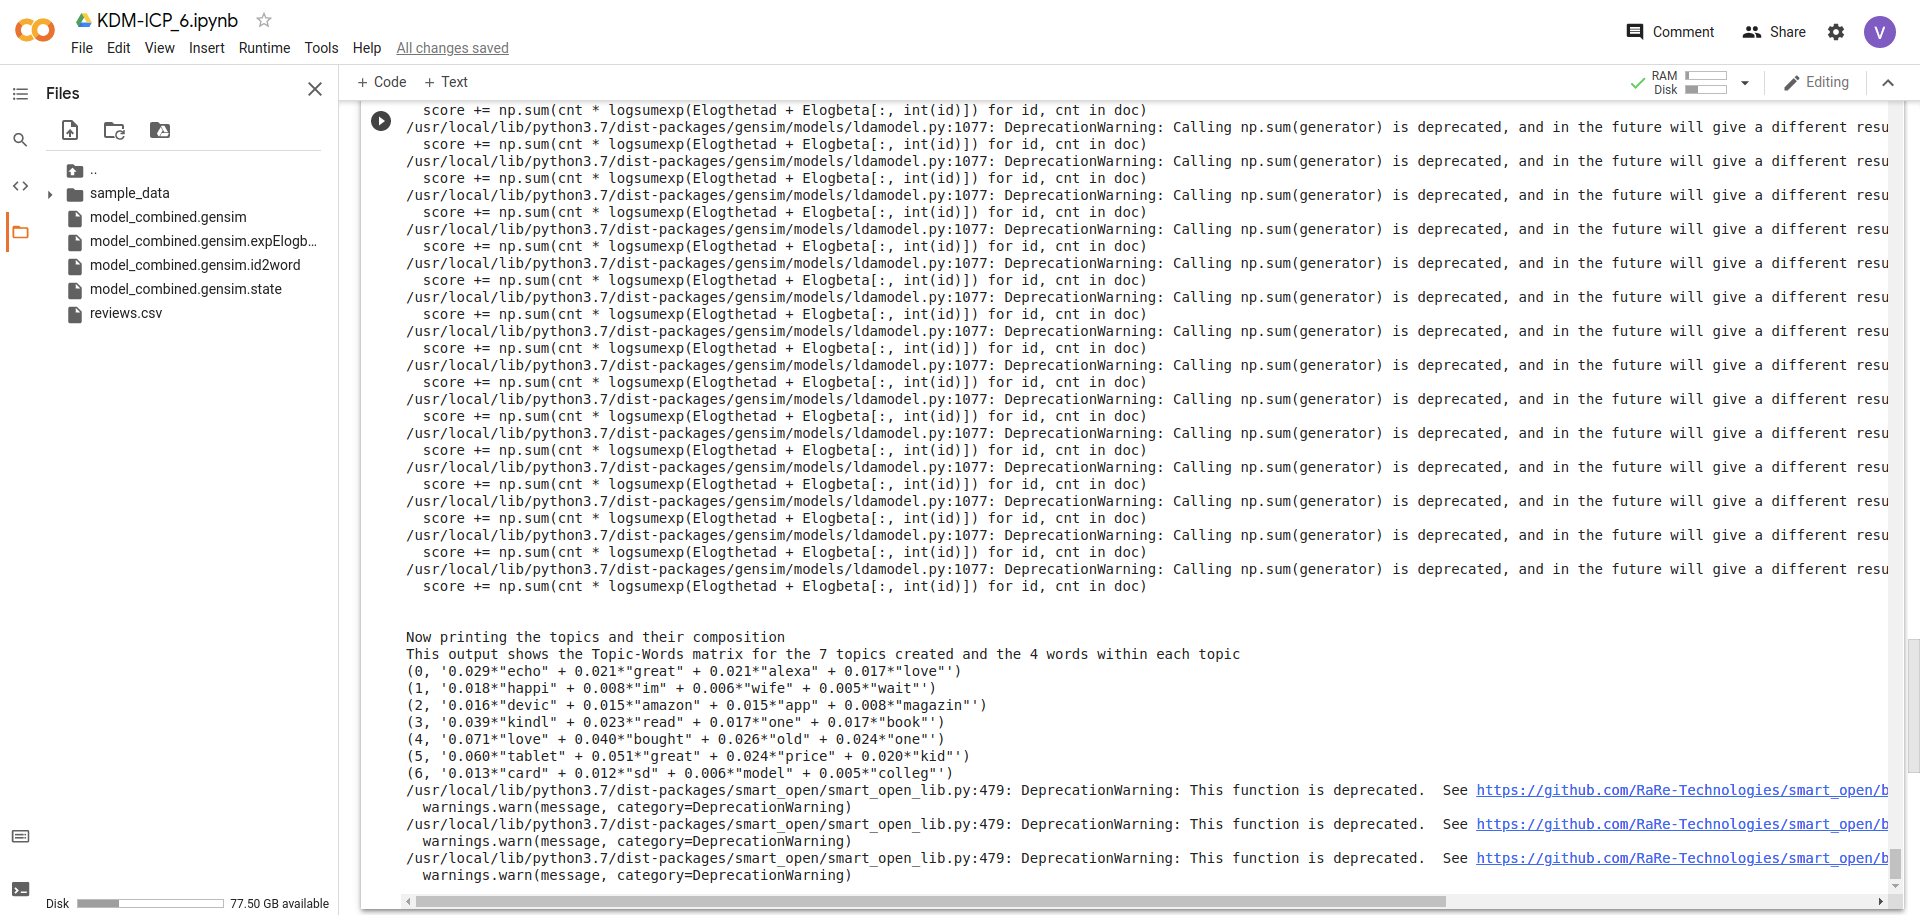 KDM-ICP_6.ipynb
File Edit View Insert Runtime Tools Help All changes saved
Comment
Share
V
Files
+ Code + Text
RAM
Disk
Editing
..
sample_data
model_combined.gensim
model_combined.gensim.expElogb...
model_combined.gensim.id2word
model_combined.gensim.state
reviews.csv
Disk 77.50 GB available
score += np.sum(cnt * logsumexp(Elogthetad + Elogbeta[:, int(id)]) for id, cnt in doc)
/usr/local/lib/python3.7/dist-packages/gensim/models/ldamodel.py:1077: DeprecationWarning: Calling np.sum(generator) is deprecated, and in the future will give a different resu
score += np.sum(cnt * logsumexp(Elogthetad + Elogbeta[:, int(id)]) for id, cnt in doc)
/usr/local/lib/python3.7/dist-packages/gensim/models/ldamodel.py:1077: DeprecationWarning: Calling np.sum(generator) is deprecated, and in the future will give a different resu
score += np.sum(cnt * logsumexp(Elogthetad + Elogbeta[:, int(id)]) for id, cnt in doc)
/usr/local/lib/python3.7/dist-packages/gensim/models/ldamodel.py:1077: DeprecationWarning: Calling np.sum(generator) is deprecated, and in the future will give a different resu
score += np.sum(cnt * logsumexp(Elogthetad + Elogbeta[:, int(id)]) for id, cnt in doc)
/usr/local/lib/python3.7/dist-packages/gensim/models/ldamodel.py:1077: DeprecationWarning: Calling np.sum(generator) is deprecated, and in the future will give a different resu
score += np.sum(cnt * logsumexp(Elogthetad + Elogbeta[:, int(id)]) for id, cnt in doc)
/usr/local/lib/python3.7/dist-packages/gensim/models/ldamodel.py:1077: DeprecationWarning: Calling np.sum(generator) is deprecated, and in the future will give a different resu
score += np.sum(cnt * logsumexp(Elogthetad + Elogbeta[:, int(id)]) for id, cnt in doc)
/usr/local/lib/python3.7/dist-packages/gensim/models/ldamodel.py:1077: DeprecationWarning: Calling np.sum(generator) is deprecated, and in the future will give a different resu
score += np.sum(cnt * logsumexp(Elogthetad + Elogbeta[:, int(id)]) for id, cnt in doc)
/usr/local/lib/python3.7/dist-packages/gensim/models/ldamodel.py:1077: DeprecationWarning: Calling np.sum(generator) is deprecated, and in the future will give a different resu
score += np.sum(cnt * logsumexp(Elogthetad + Elogbeta[:, int(id)]) for id, cnt in doc)
/usr/local/lib/python3.7/dist-packages/gensim/models/ldamodel.py:1077: DeprecationWarning: Calling np.sum(generator) is deprecated, and in the future will give a different resu
score += np.sum(cnt * logsumexp(Elogthetad + Elogbeta[:, int(id)]) for id, cnt in doc)
/usr/local/lib/python3.7/dist-packages/gensim/models/ldamodel.py:1077: DeprecationWarning: Calling np.sum(generator) is deprecated, and in the future will give a different resu
score += np.sum(cnt * logsumexp(Elogthetad + Elogbeta[:, int(id)]) for id, cnt in doc)
/usr/local/lib/python3.7/dist-packages/gensim/models/ldamodel.py:1077: DeprecationWarning: Calling np.sum(generator) is deprecated, and in the future will give a different resu
score += np.sum(cnt * logsumexp(Elogthetad + Elogbeta[:, int(id)]) for id, cnt in doc)
/usr/local/lib/python3.7/dist-packages/gensim/models/ldamodel.py:1077: DeprecationWarning: Calling np.sum(generator) is deprecated, and in the future will give a different resu
score += np.sum(cnt * logsumexp(Elogthetad + Elogbeta[:, int(id)]) for id, cnt in doc)
/usr/local/lib/python3.7/dist-packages/gensim/models/ldamodel.py:1077: DeprecationWarning: Calling np.sum(generator) is deprecated, and in the future will give a different resu
score += np.sum(cnt * logsumexp(Elogthetad + Elogbeta[:, int(id)]) for id, cnt in doc)
/usr/local/lib/python3.7/dist-packages/gensim/models/ldamodel.py:1077: DeprecationWarning: Calling np.sum(generator) is deprecated, and in the future will give a different resu
score += np.sum(cnt * logsumexp(Elogthetad + Elogbeta[:, int(id)]) for id, cnt in doc)
/usr/local/lib/python3.7/dist-packages/gensim/models/ldamodel.py:1077: DeprecationWarning: Calling np.sum(generator) is deprecated, and in the future will give a different resu
score += np.sum(cnt * logsumexp(Elogthetad + Elogbeta[:, int(id)]) for id, cnt in doc)
Now printing the topics and their composition
This output shows the Topic-Words matrix for the 7 topics created and the 4 words within each topic
(0, '0.029*"echo" + 0.021*"great" + 0.021*"alexa" + 0.017*"love"')
(1, '0.018*"happi" + 0.008*"im" + 0.006*"wife" + 0.005*"wait"')
(2, '0.016*"devic" + 0.015*"amazon" + 0.015*"app" + 0.008*"magazin"')
(3, '0.039*"kindl" + 0.023*"read" + 0.017*"one" + 0.017*"book"')
(4, '0.071*"love" + 0.040*"bought" + 0.026*"old" + 0.024*"one"')
(5, '0.060*"tablet" + 0.051*"great" + 0.024*"price" + 0.020*"kid"')
(6, '0.013*"card" + 0.012*"sd" + 0.006*"model" + 0.005*"colleg"')
/usr/local/lib/python3.7/dist-packages/smart_open/smart_open_lib.py:479: DeprecationWarning: This function is deprecated.  See https://github.com/RaRe-Technologies/smart_open/b
warnings.warn(message, category=DeprecationWarning)
/usr/local/lib/python3.7/dist-packages/smart_open/smart_open_lib.py:479: DeprecationWarning: This function is deprecated.  See https://github.com/RaRe-Technologies/smart_open/b
warnings.warn(message, category=DeprecationWarning)
/usr/local/lib/python3.7/dist-packages/smart_open/smart_open_lib.py:479: DeprecationWarning: This function is deprecated.  See https://github.com/RaRe-Technologies/smart_open/b
warnings.warn(message, category=DeprecationWarning)